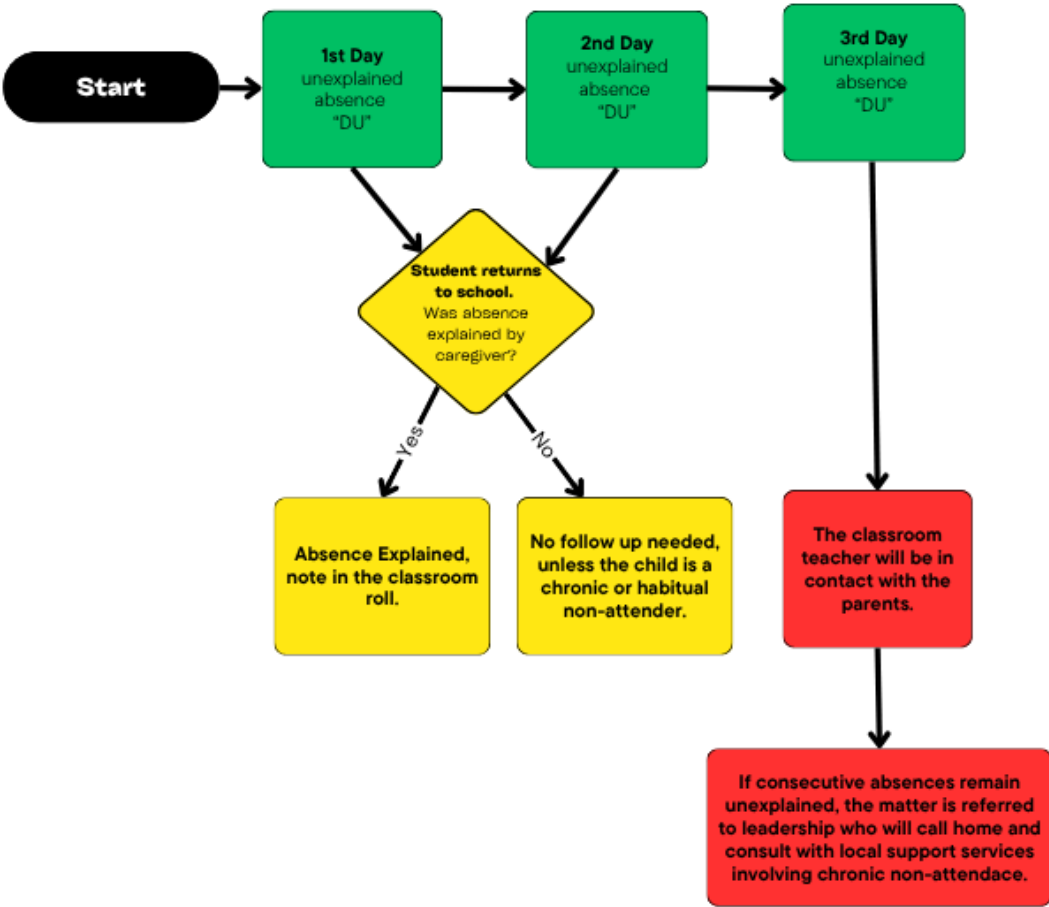 Start
1st Day
unexplained
absence
“DU”
2nd Day
unexplained
absence
“DU”
3rd Day
unexplained
absence
“DU”
Student returns
to school.
Was absence
explained by
caregiver?
Yes
No
Absence Explained,
note in the classroom
roll.
No follow up needed,
unless the child is a
chronic or habitual
non-attender.
The classroom
teacher will be in
contact with the
parents.
If consecutive absences remain
unexplained, the matter is referred
to leadership who will call home and
consult with local support services
involving chronic non-attendace.